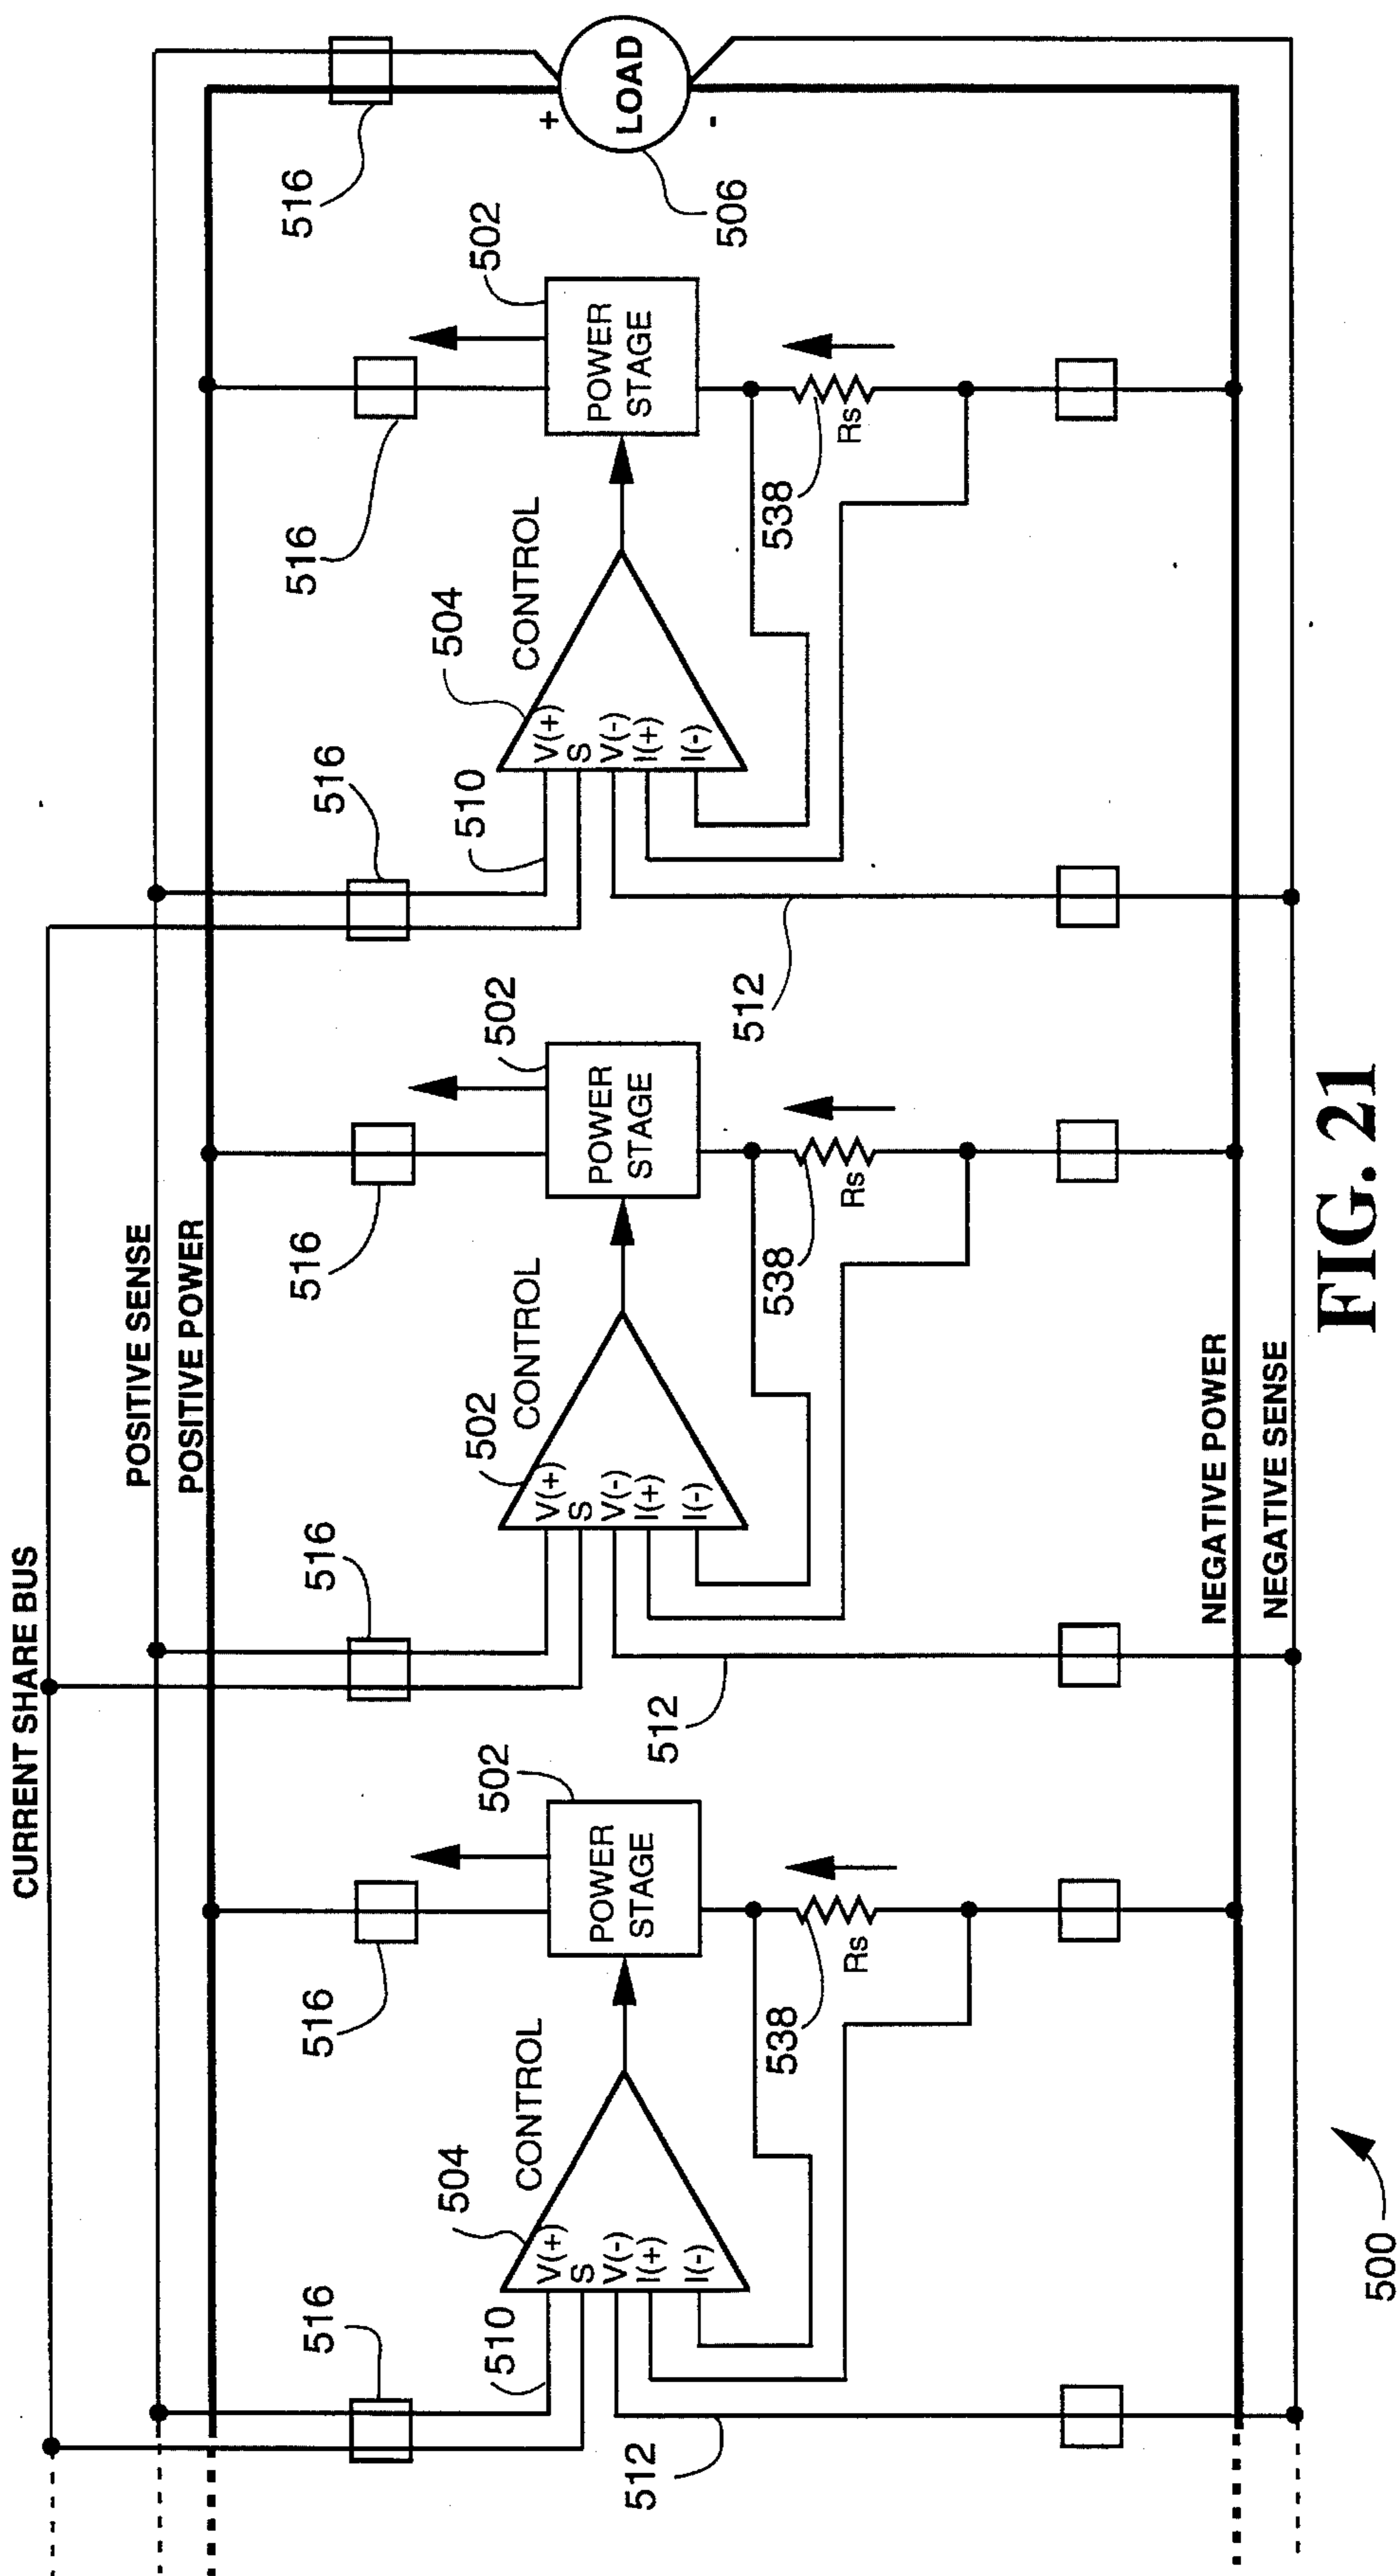 CURRENT SHARE BUS
POSITIVE SENSE
POSITIVE POWER
516
516
516
516
516
516
516
504
CONTROL
502
CONTROL
504
CONTROL
502
502
502
510
510
V(+)
S
V(-)
I(+)
I(-)
V(+)
S
V(-)
I(+)
I(-)
V(+)
S
V(-)
I(+)
I(-)
POWER
STAGE
POWER
STAGE
POWER
STAGE
+
LOAD
-
506
538
Rs
538
Rs
538
Rs
512
512
512
NEGATIVE POWER
NEGATIVE SENSE
500
FIG. 21